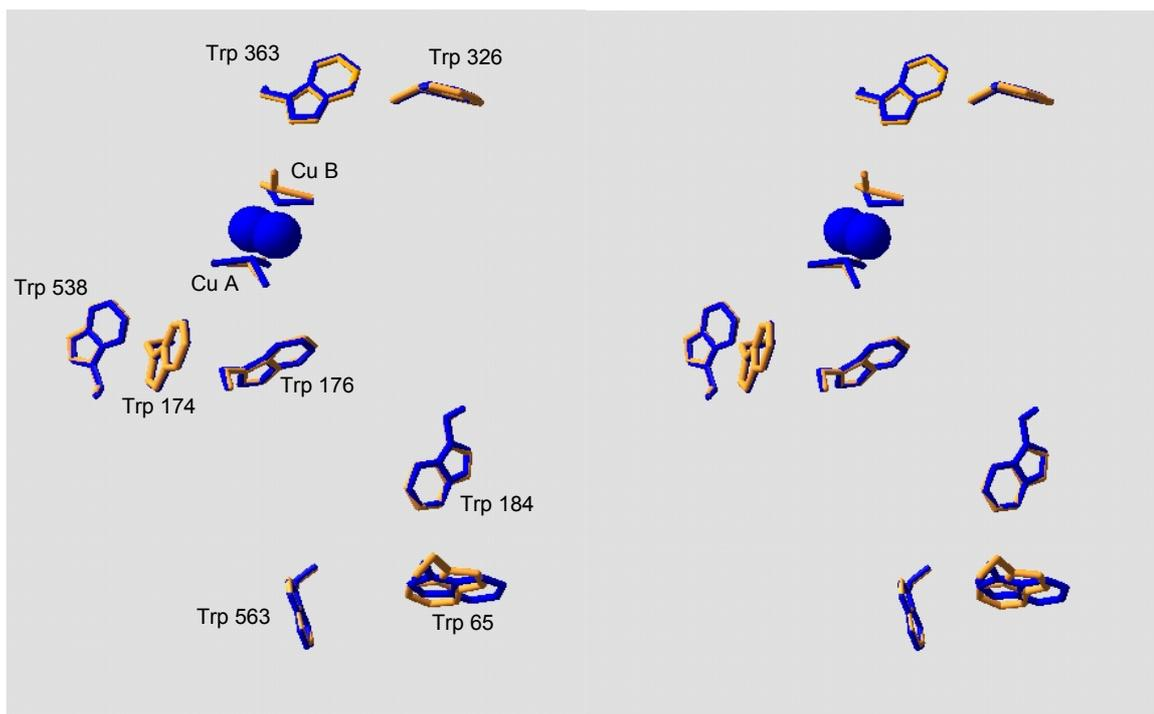 Trp 363
Trp 326
Cu B
Cu A
Trp 538
Trp 176
Trp 174
Trp 184
Trp 563
Trp 65